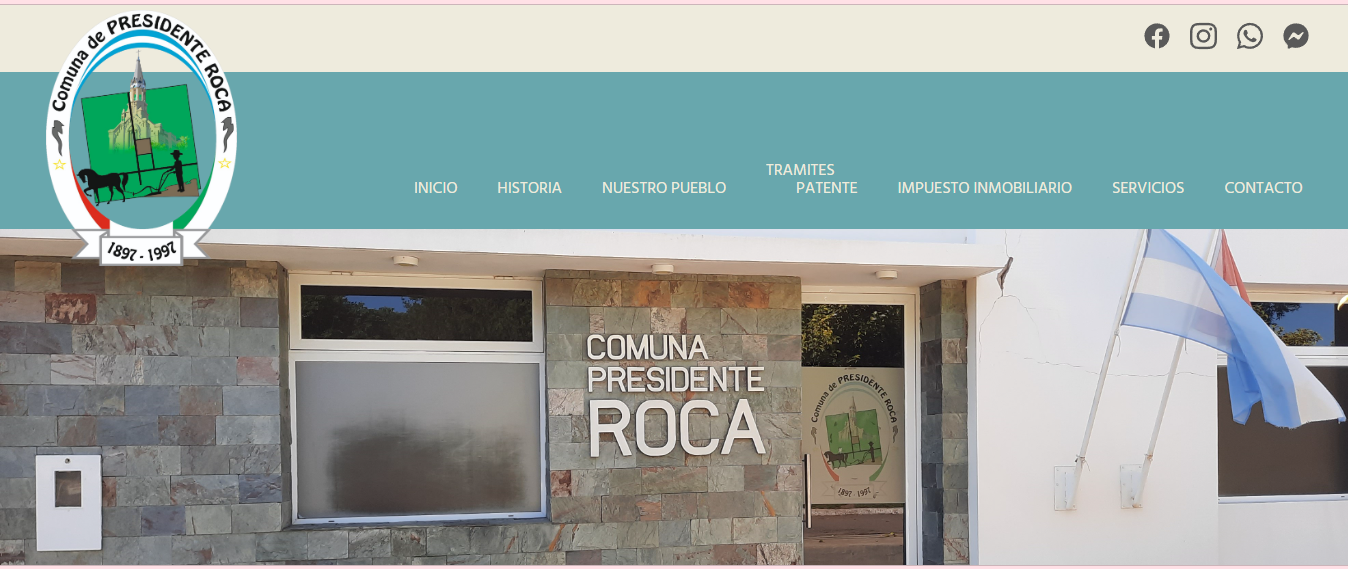 Comuna de PRESIDENTE ROCA
1897 - 1997
INICIO
HISTORIA
NUESTRO PUEBLO
TRAMITES
PATENTE
IMPUESTO INMOBILIARIO
SERVICIOS
CONTACTO
COMUNA
PRESIDENTE
ROCA
Comuna de PRESIDENTE ROCA
1897 - 1997